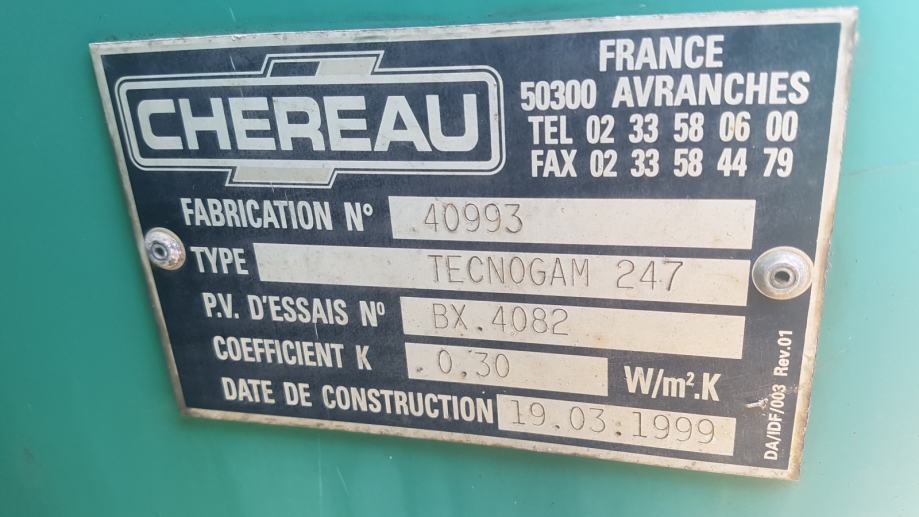 CHEREAU
FRANCE
50300 AVRANCHES
TEL 02 33 58 06 00
FAX 02 33 58 44 79
FABRICATION N° 40993
TYPE TECNOGAM 247
P.V. D'ESSAIS N° BX.4082
COEFFICIENT K 0.30 W/m².K
DATE DE CONSTRUCTION 19.03.1999
DA/IDF/003 Rev.01